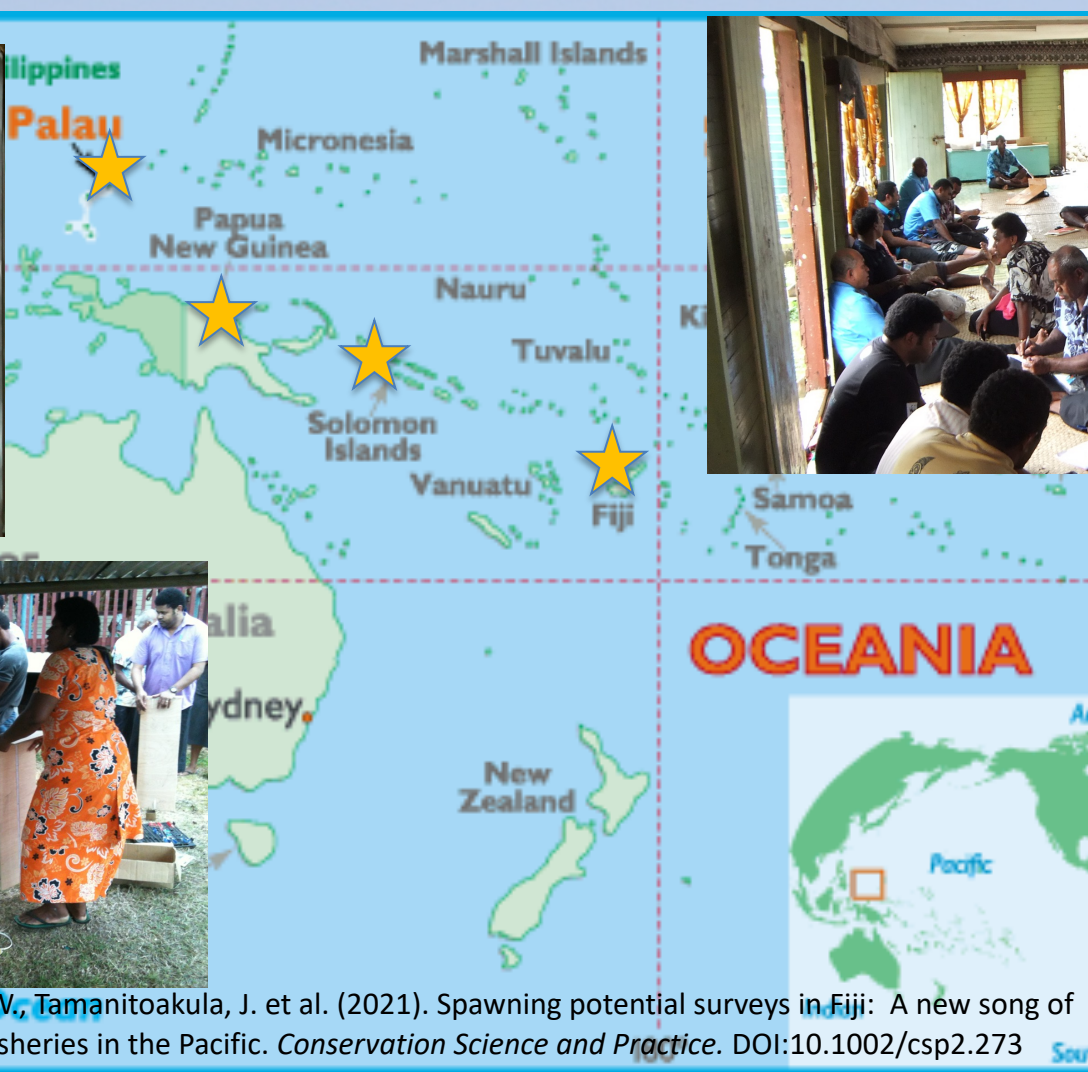 ilippines
Marshall Islands
Palau
Micronesia
Papua
New Guinea
Nauru
Ki
Tuvalu
Solomon
Islands
Vanuatu
Fiji
Samoa
Tonga
alia
OCEANIA
ydney
New
Zealand
Pacific
V., Tamanitoakula, J. et al. (2021). Spawning potential surveys in Fiji: A new song of
sheries in the Pacific. Conservation Science and Practice. DOI:10.1002/csp2.273
Sou